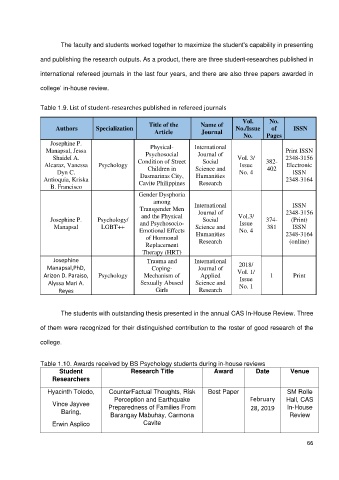 The faculty and students worked together to maximize the student's capability in presenting
and publishing the research outputs. As a product, there are three student-researches published in
international refereed journals in the last four years, and there are also three papers awarded in
college' in-house review.
Table 1.9. List of student-researches published in refereed journals
Authors Specialization Title of the Article Name of Journal Vol. No./Issue No. No. of Pages ISSN
Josephine P. Manapsal, Jessa Shaidel A. Alcaraz, Vanessa Dyn C. Antioquia, Kriska B. Francisco
Psychology
Physical-Psychosocial Condition of Street Children in Dasmarinas City, Cavite Philippines
International Journal of Social Science and Humanities Research
Vol. 3/ Issue No. 4
382-402
Print ISSN 2348-3156 Electronic ISSN 2348-3164
Josephine P. Manapsal
Psychology/ LGBT++
Gender Dysphoria among Transgender Men and the Physical and Psychosocio-Emotional Effects of Hormonal Replacement Therapy (HRT)
International Journal of Social Science and Humanities Research
Vol.3/ Issue No. 4
374-381
ISSN 2348-3156 (Print) ISSN 2348-3164 (online)
Josephine Manapsal,PhD, Arizon D. Paraiso, Alyssa Mari A. Reyes
Psychology
Trauma and Coping-Mechanism of Sexually Abused Girls
International Journal of Applied Science and Research
2018/ Vol. 1/ Issue No. 1
1
Print
The students with outstanding thesis presented in the annual CAS In-House Review. Three
of them were recognized for their distinguished contribution to the roster of good research of the
college.
Table 1.10. Awards received by BS Psychology students during in-house reviews
Student Researchers Research Title Award Date Venue
Hyacinth Toledo,
Vince Jayvee Baring,
Erwin Asplico
CounterFactual Thoughts, Risk Perception and Earthquake Preparedness of Families From Barangay Mabuhay, Carmona Cavite
Best Paper
February 28, 2019
SM Rolle Hall, CAS In-House Review
66